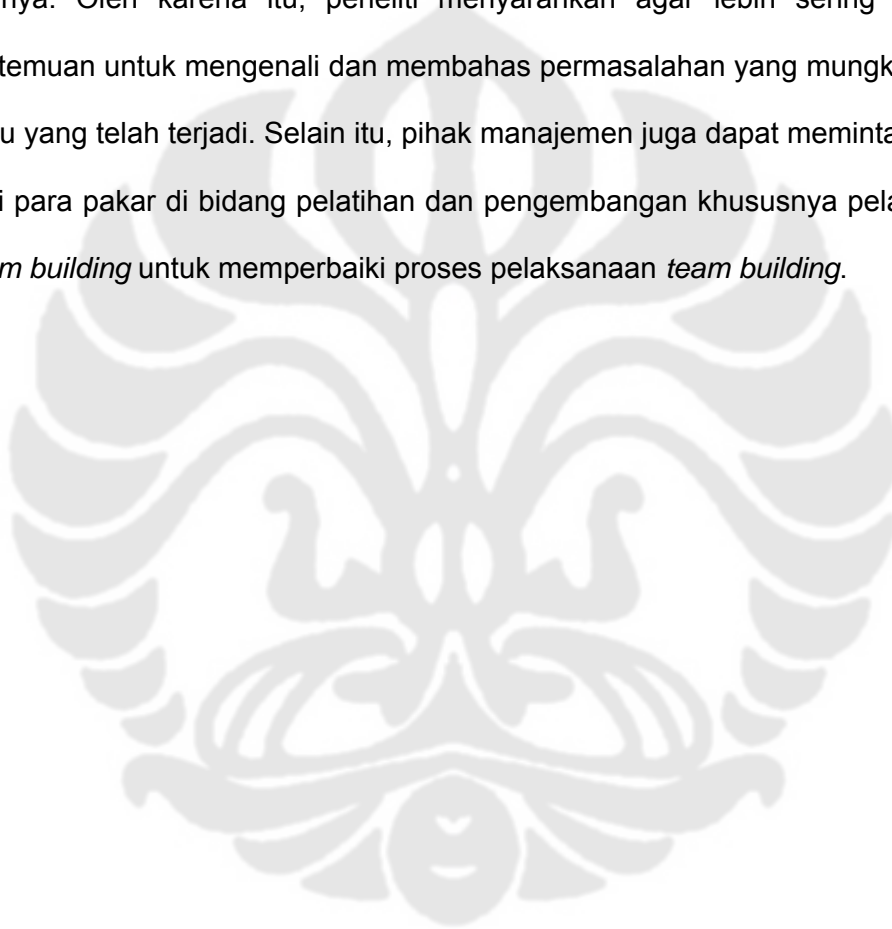 nya. Oleh karena itu, peneliti menyarankan agar lebih sering
temuan untuk mengenali dan membahas permasalahan yang mungk
u yang telah terjadi. Selain itu, pihak manajemen juga dapat meminta
i para pakar di bidang pelatihan dan pengembangan khususnya pela
m building untuk memperbaiki proses pelaksanaan team building.